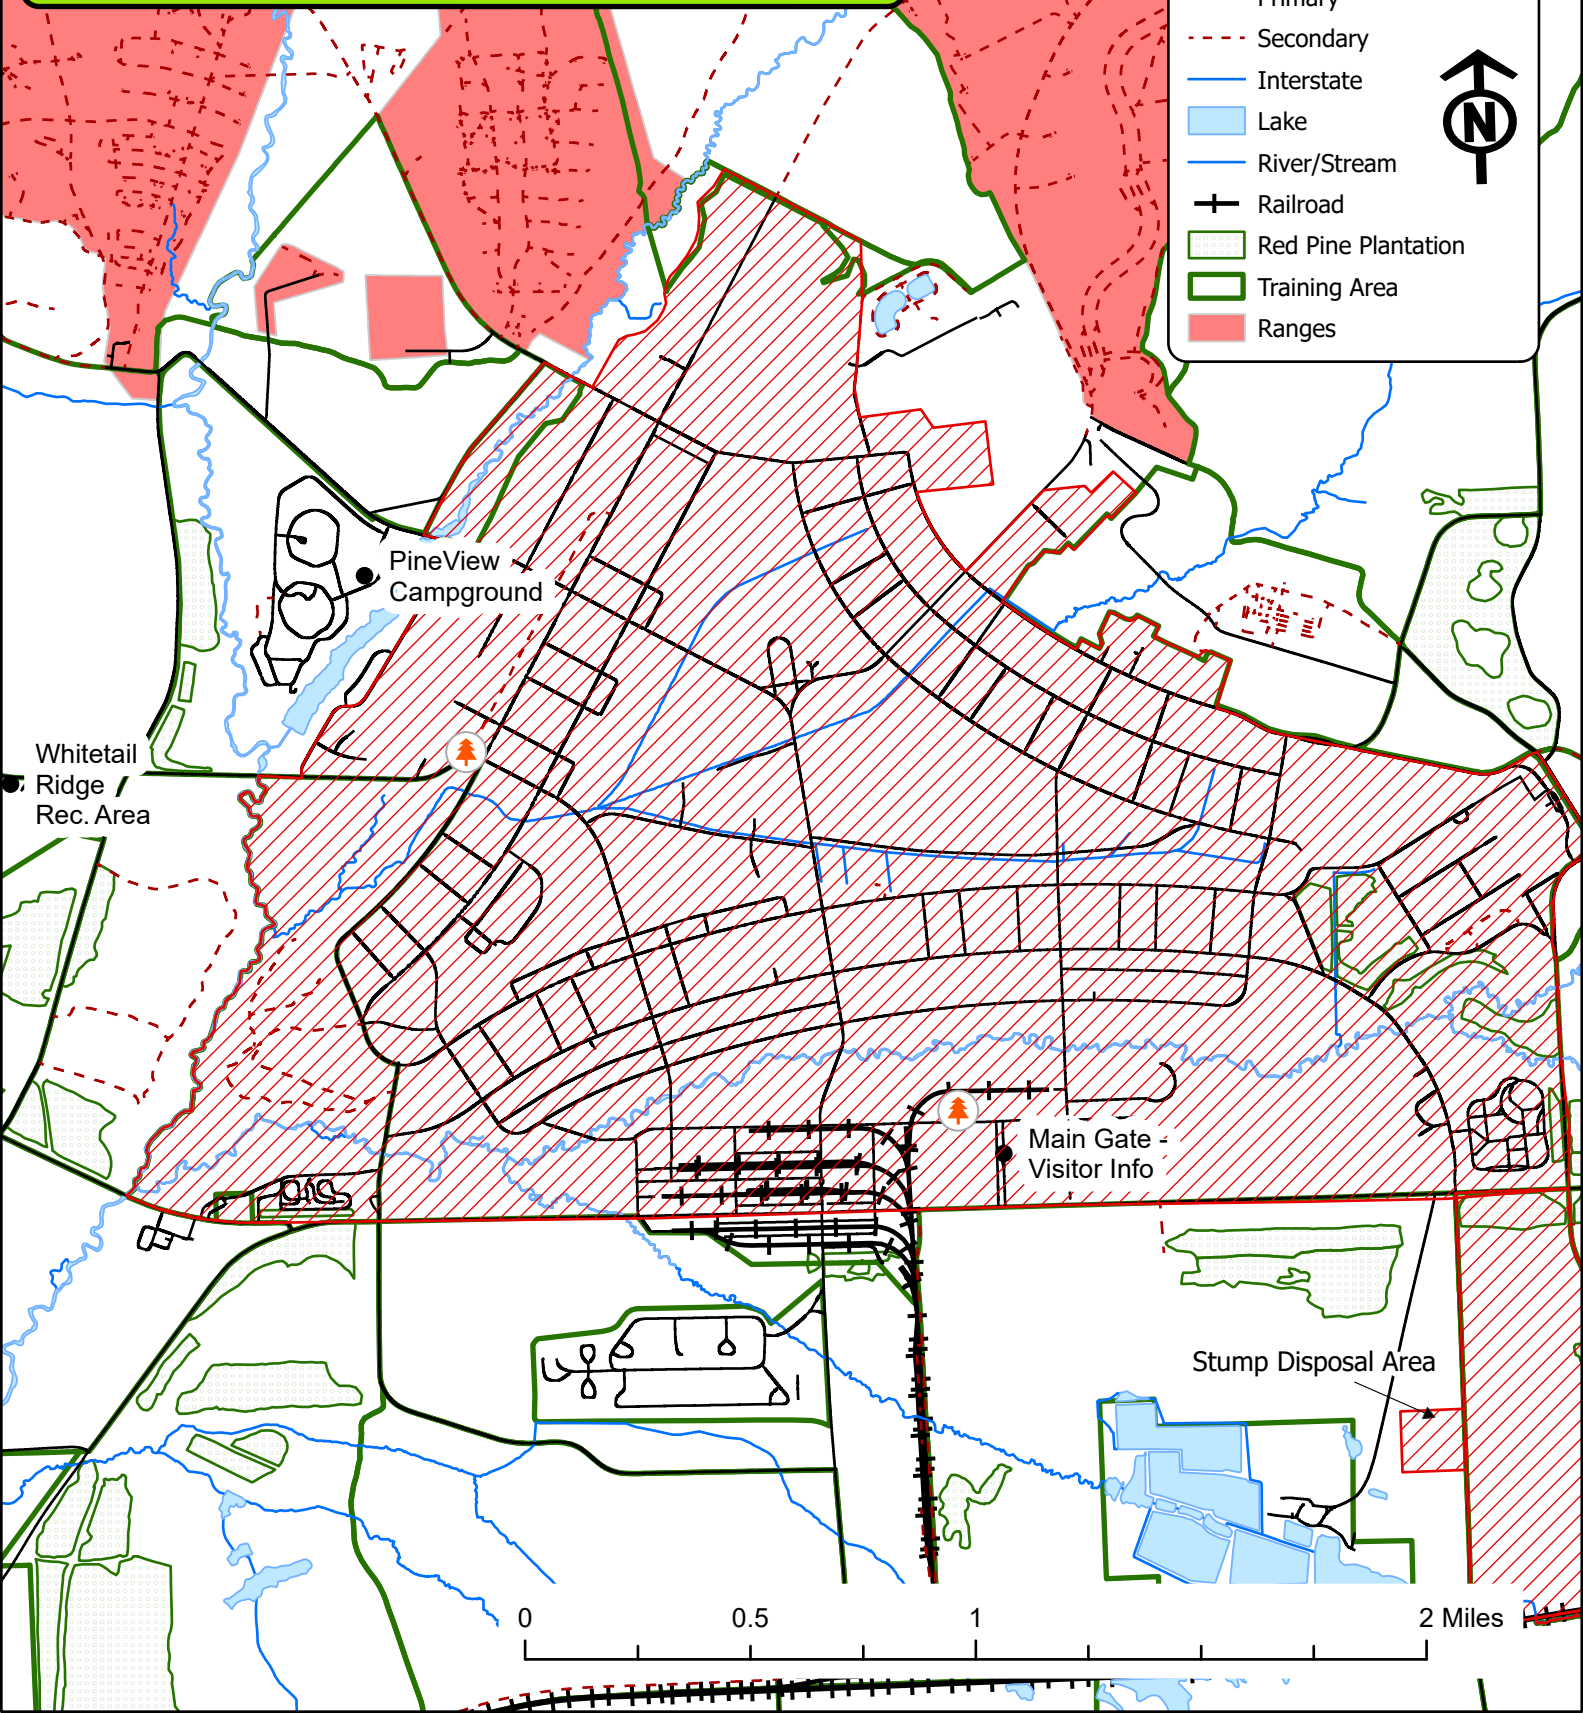 Primary
Secondary
Interstate
Lake
River/Stream
Railroad
Red Pine Plantation
Training Area
Ranges
N
PineView
Campground
Whitetail
Ridge
Rec. Area
Main Gate -
Visitor Info
Stump Disposal Area
0 0.5 1 2 Miles